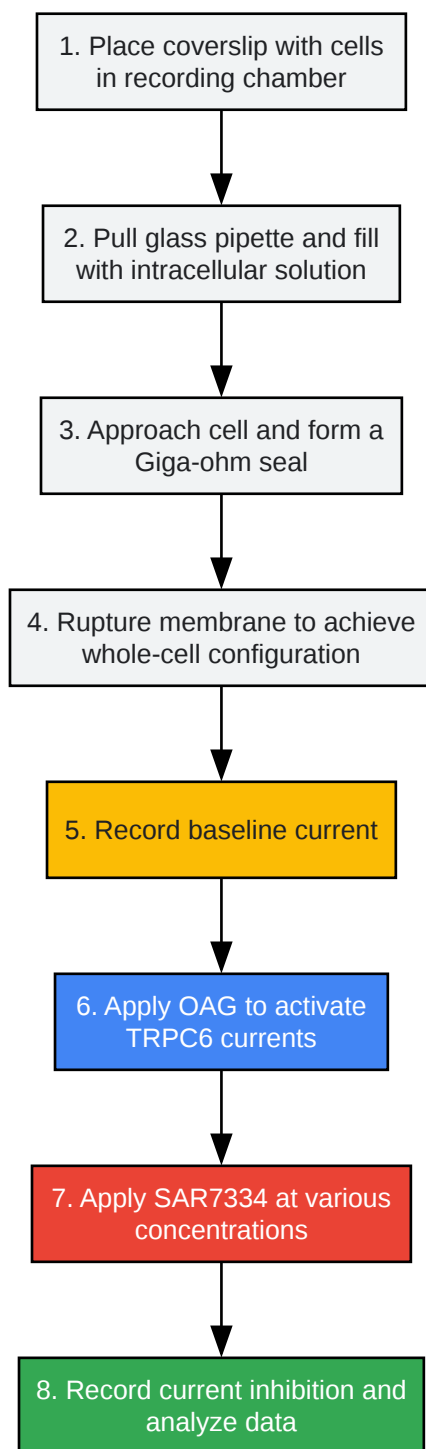 1. Place coverslip with cells
in recording chamber
2. Pull glass pipette and fill
with intracellular solution
3. Approach cell and form a
Giga-ohm seal
4. Rupture membrane to achieve
whole-cell configuration
5. Record baseline current
6. Apply OAG to activate
TRPC6 currents
7. Apply SAR7334 at various
concentrations
8. Record current inhibition and
analyze data